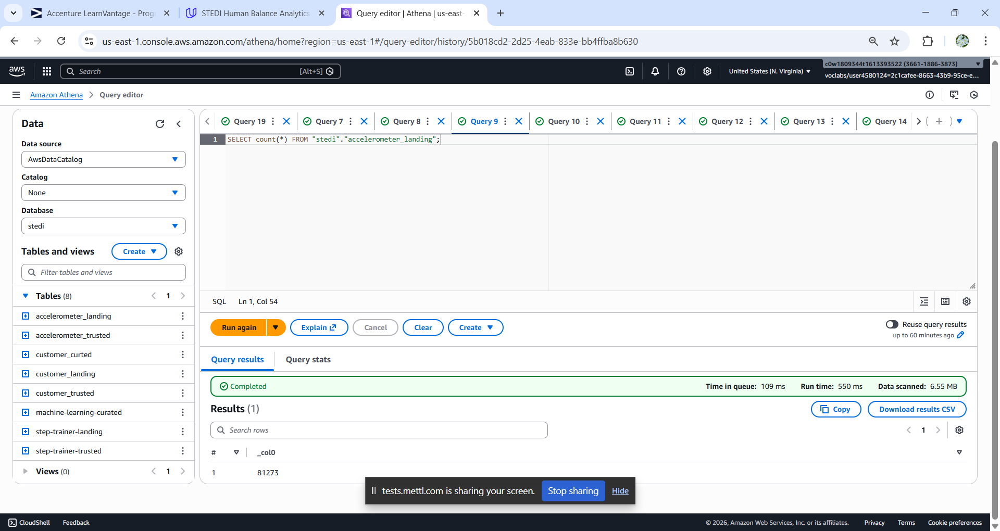 Accenture LearnVantage - Prog
STEDI Human Balance Analytics
Query editor | Athena | us-east-
us-east-1.console.aws.amazon.com/athena/home?region=us-east-1#/query-editor/history/5b018cd2-2d25-4eab-833e-bb4ffba8b630
aws
Search
[Alt+S]
United States (N. Virginia)
c0w1809344t1613393522 (3661-1886-3873)
voclabs/user4580124=2c1cafee-8663-43b9-95ce-e...
Amazon Athena
Query editor
Data
Data source
AwsDataCatalog
Catalog
None
Database
stedi
Tables and views
Create
Filter tables and views
Tables (8)
1
accelerometer_landing
accelerometer_trusted
customer_curted
customer_landing
customer_trusted
machine-learning-curated
step-trainer-landing
step-trainer-trusted
Views (0)
1
Query 19
Query 7
Query 8
Query 9
Query 10
Query 11
Query 12
Query 13
Query 14
1 SELECT count(*) FROM "stedi"."accelerometer_landing";
SQL
Ln 1, Col 54
Run again
Explain
Cancel
Clear
Create
Reuse query results
up to 60 minutes ago
Query results
Query stats
Completed
Time in queue: 109 ms
Run time: 550 ms
Data scanned: 6.55 MB
Results (1)
Copy
Download results CSV
Search rows
1
#
_col0
1
81273
tests.mettl.com is sharing your screen.
Stop sharing
Hide
CloudShell
Feedback
© 2026, Amazon Web Services, Inc. or its affiliates.
Privacy
Terms
Cookie preferences